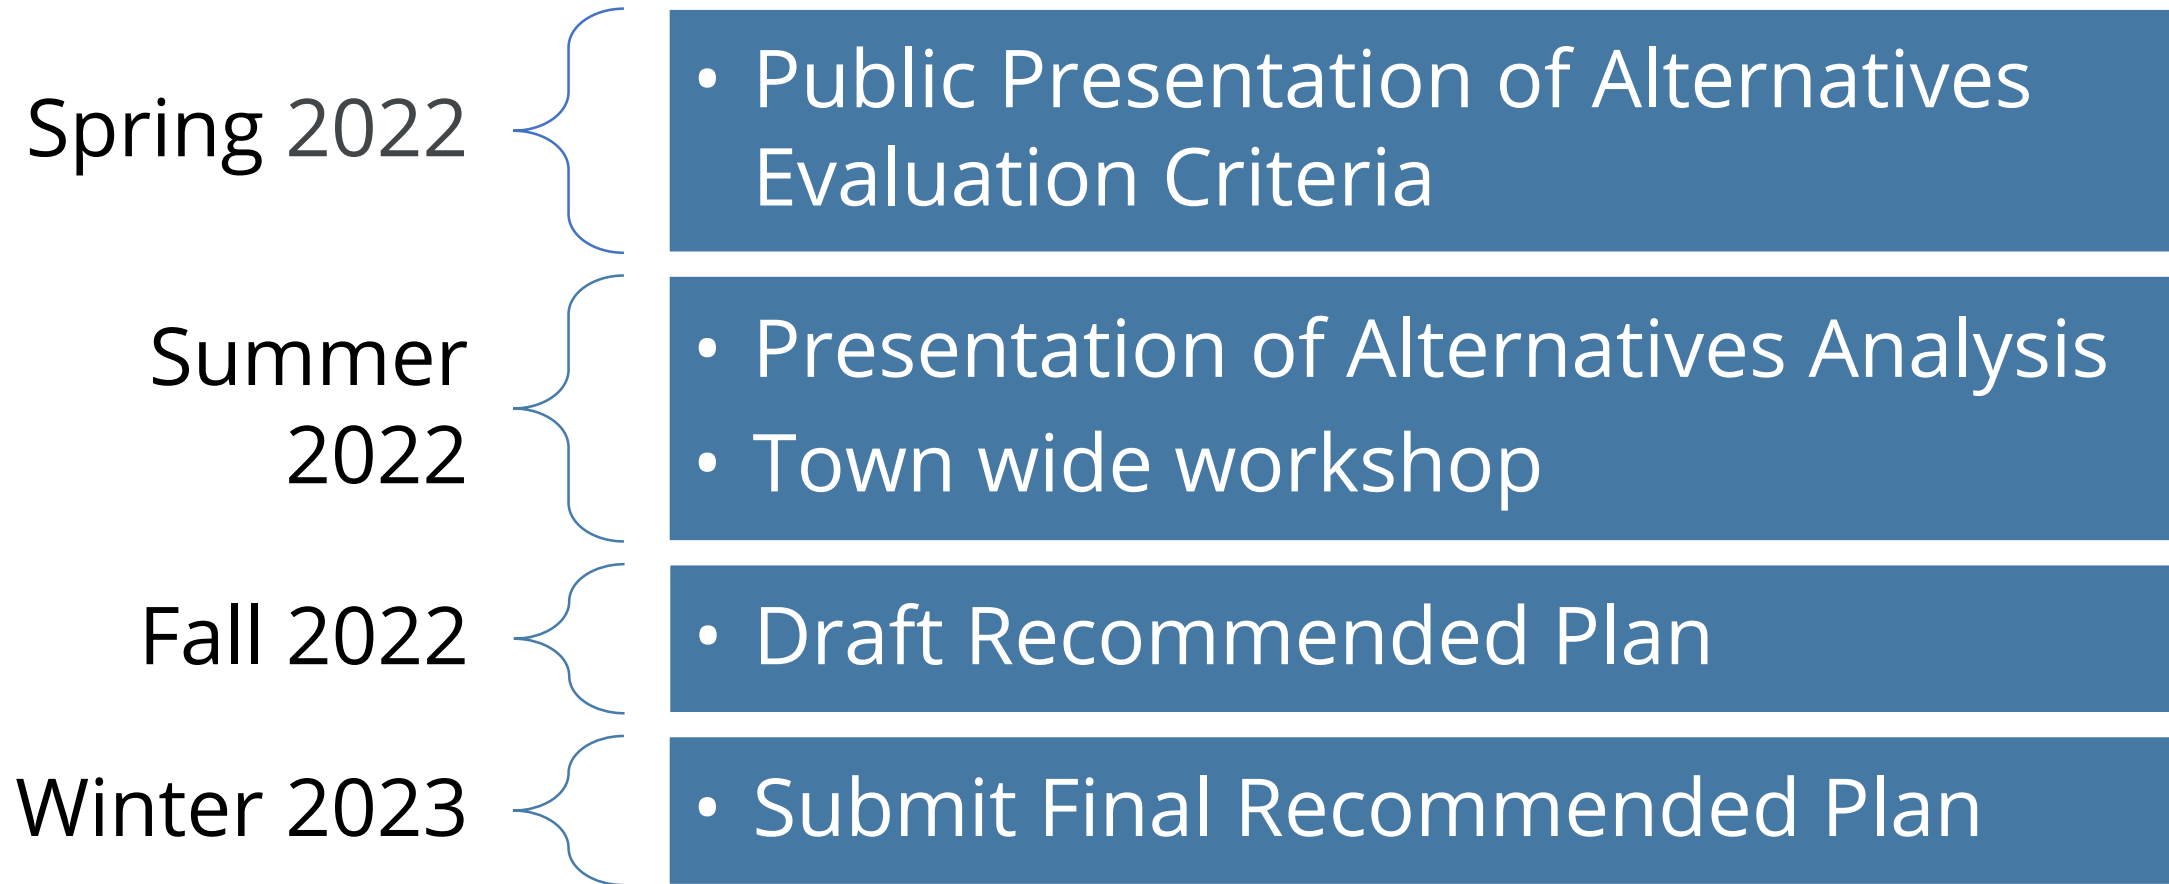 Spring 2022
• Public Presentation of Alternatives
Evaluation Criteria
Summer
2022
• Presentation of Alternatives Analysis
• Town wide workshop
Fall 2022
• Draft Recommended Plan
Winter 2023
• Submit Final Recommended Plan